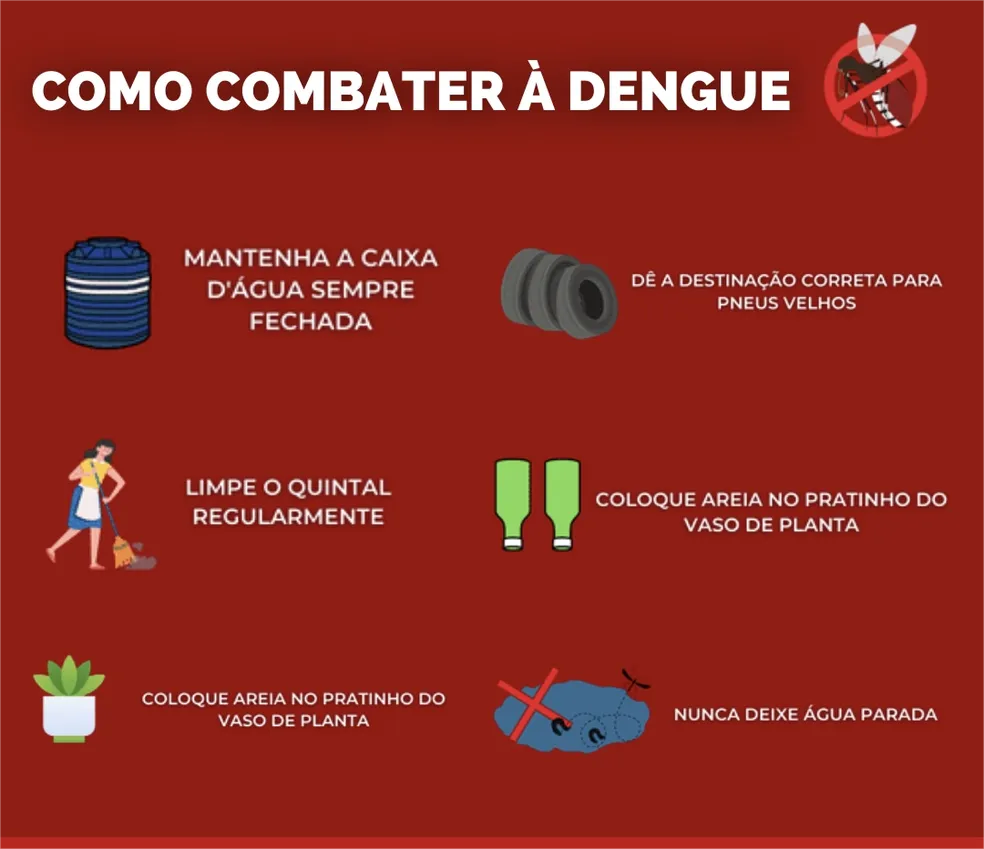 COMO COMBATER À DENGUE
MANTENHA A CAIXA
D'ÁGUA SEMPRE
FECHADA
DÊ A DESTINAÇÃO CORRETA PARA
PNEUS VELHOS
LIMPE O QUINTAL
REGULARMENTE
COLOQUE AREIA NO PRATINHO DO
VASO DE PLANTA
COLOQUE AREIA NO PRATINHO DO
VASO DE PLANTA
NUNCA DEIXE ÁGUA PARADA